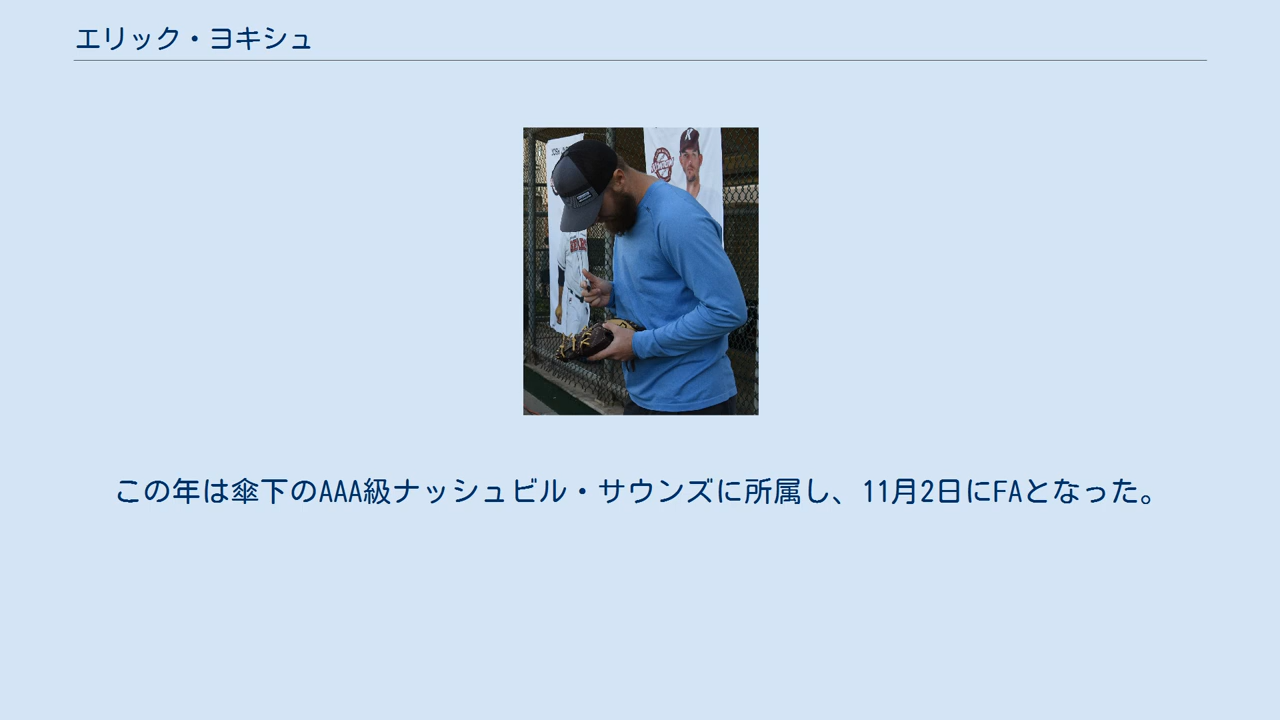 エリック・ヨキシュ
この年は傘下のAAA級ナッシュビル・サウンズに所属し、11月2日にFAとなった。